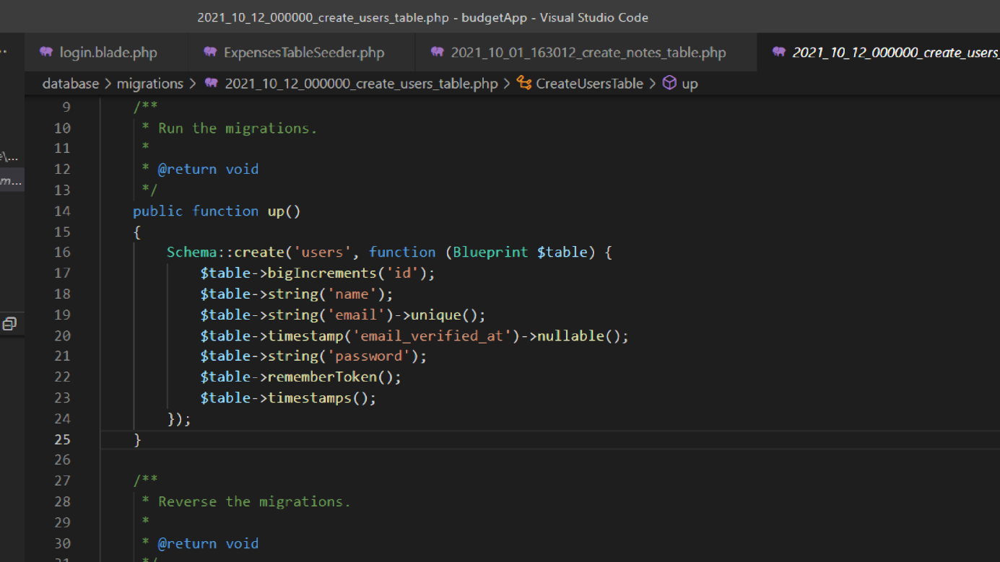 2021_10_12_000000_create_users_table.php - budgetApp - Visual Studio Code
login.blade.php ExpensesTableSeeder.php 2021_10_01_163012_create_notes_table.php 2021_10_12_000000_create_users_
database > migrations > 2021_10_12_000000_create_users_table.php > CreateUsersTable > up
9 /**
10 * Run the migrations.
11 *
12 * @return void
13 */
14 public function up()
15 {
16 Schema::create('users', function (Blueprint $table) {
17 $table->bigIncrements('id');
18 $table->string('name');
19 $table->string('email')->unique();
20 $table->timestamp('email_verified_at')->nullable();
21 $table->string('password');
22 $table->rememberToken();
23 $table->timestamps();
24 });
25 }
26
27 /**
28 * Reverse the migrations.
29 *
30 * @return void
31 */